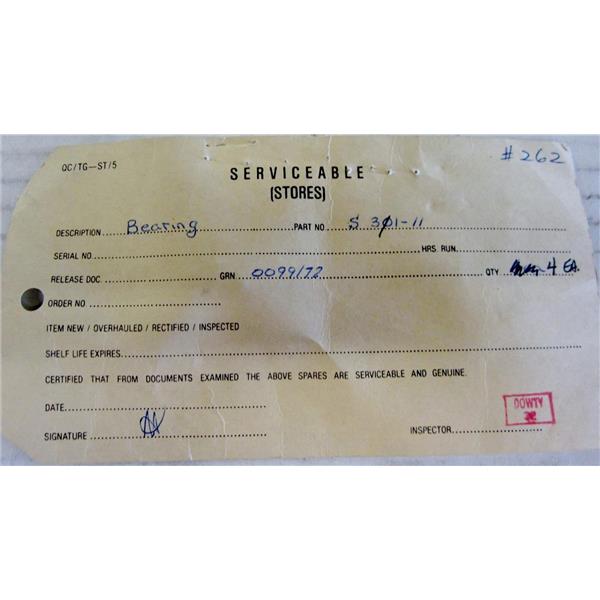 QC/TG—ST/5 #262
SERVICEABLE
(STORES)
DESCRIPTION Bearing PART NO S 301-11
SERIAL NO. HRS. RUN
RELEASE DOC. GRN 0099172 QTY 4 EA.
ORDER NO
ITEM NEW / OVERHAULED / RECTIFIED / INSPECTED
SHELF LIFE EXPIRES
CERTIFIED THAT FROM DOCUMENTS EXAMINED THE ABOVE SPARES ARE SERVICEABLE AND GENUINE.
DATE DOWTY
SIGNATURE INSPECTOR